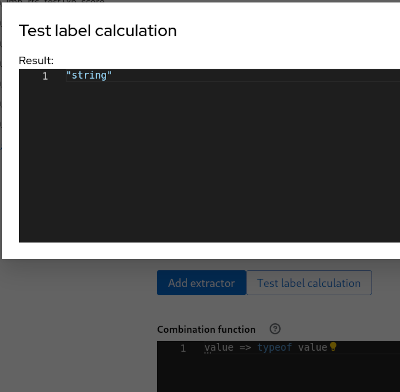 Test label calculation
Result:
1 "string"
Add extractor Test label calculation
Combination function
1 value => typeof value